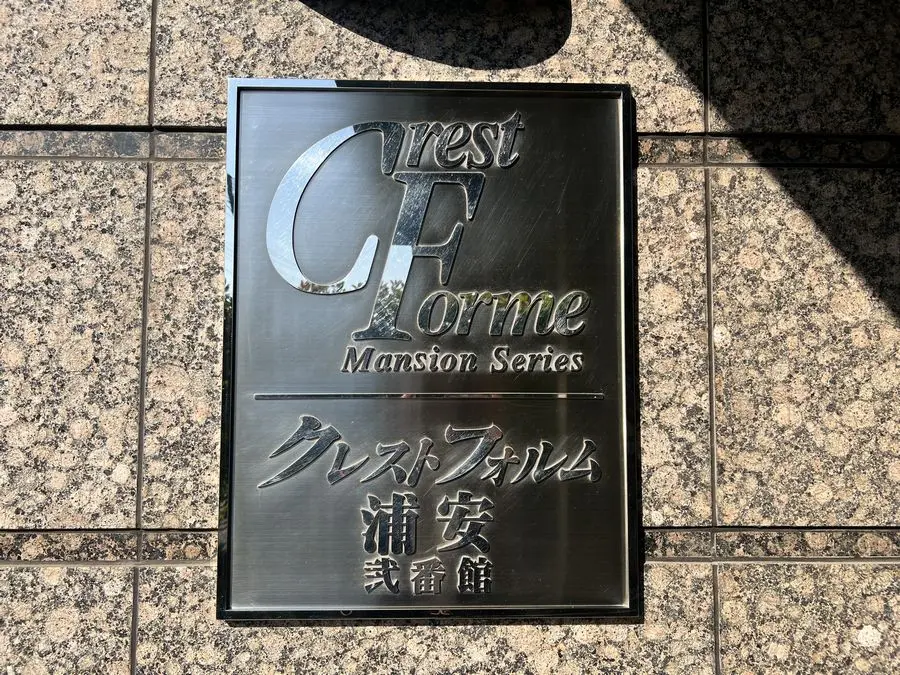 Crest
Forme
Mansion Series
クレストフォルム
浦安
弐番館